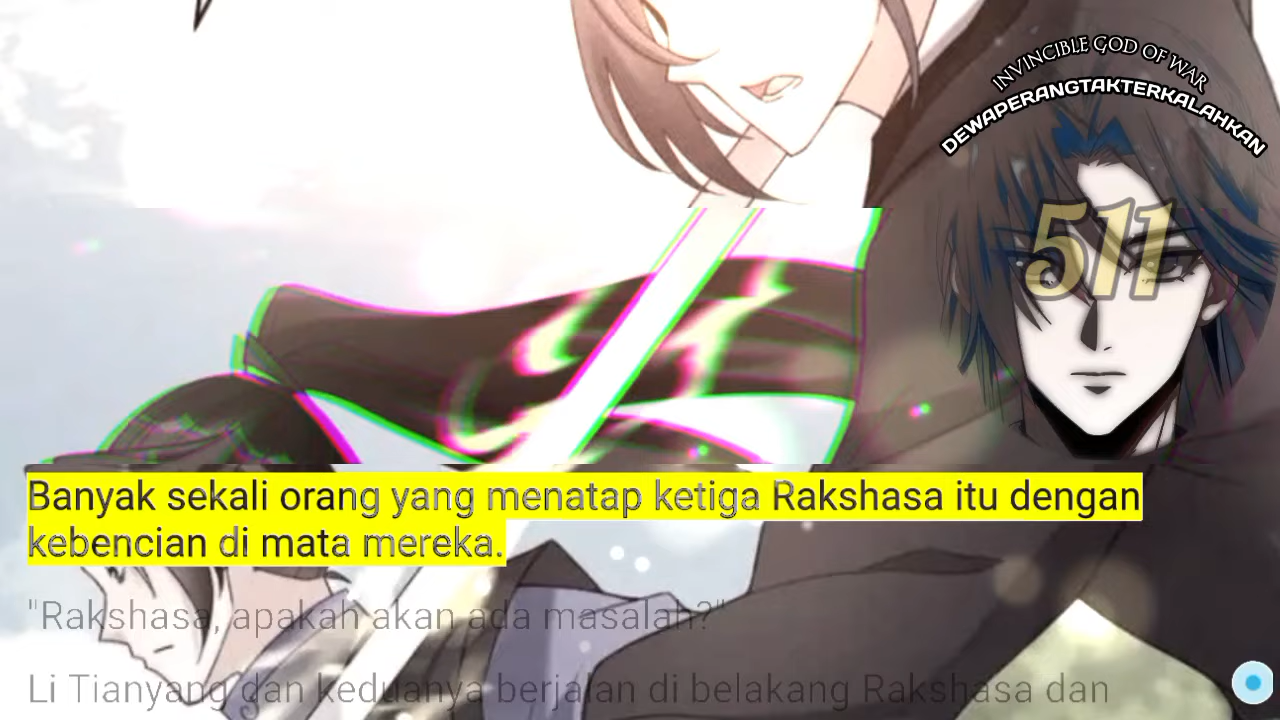 INVINCIBLE GOD OF WAR
DEWAPERANGTAKTERKALAHKAN
511
Banyak sekali orang yang menatap ketiga Rakshasa itu dengan
kebencian di mata mereka.
"Rakshasa, apakah akan ada masalah?"
Li Tianyang dan keduanya berjalan di belakang Rakshasa dan